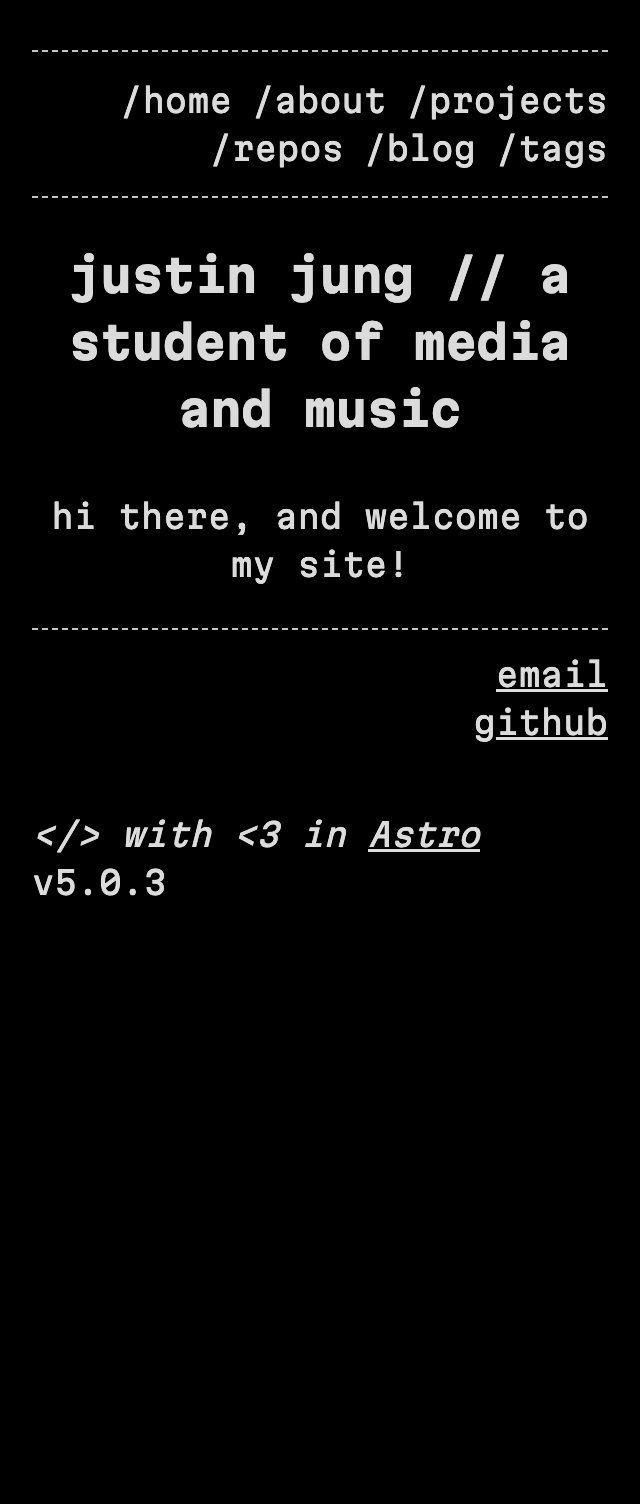 /home /about /projects
/repos /blog /tags
justin jung // a
student of media
and music
hi there, and welcome to
my site!
email
github
</> with <3 in Astro
v5.0.3